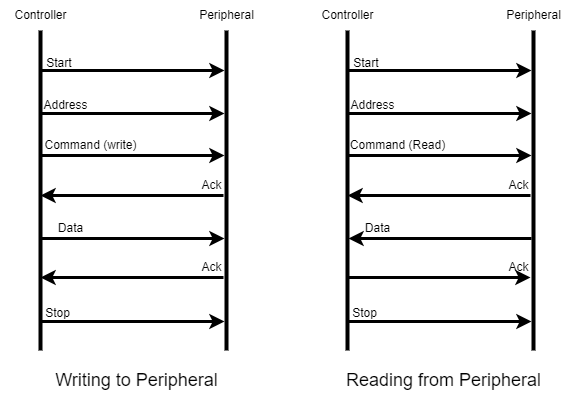 Controller
Peripheral
Start
Address
Command (write)
Ack
Data
Ack
Stop
Writing to Peripheral
Controller
Peripheral
Start
Address
Command (Read)
Ack
Data
Ack
Stop
Reading from Peripheral